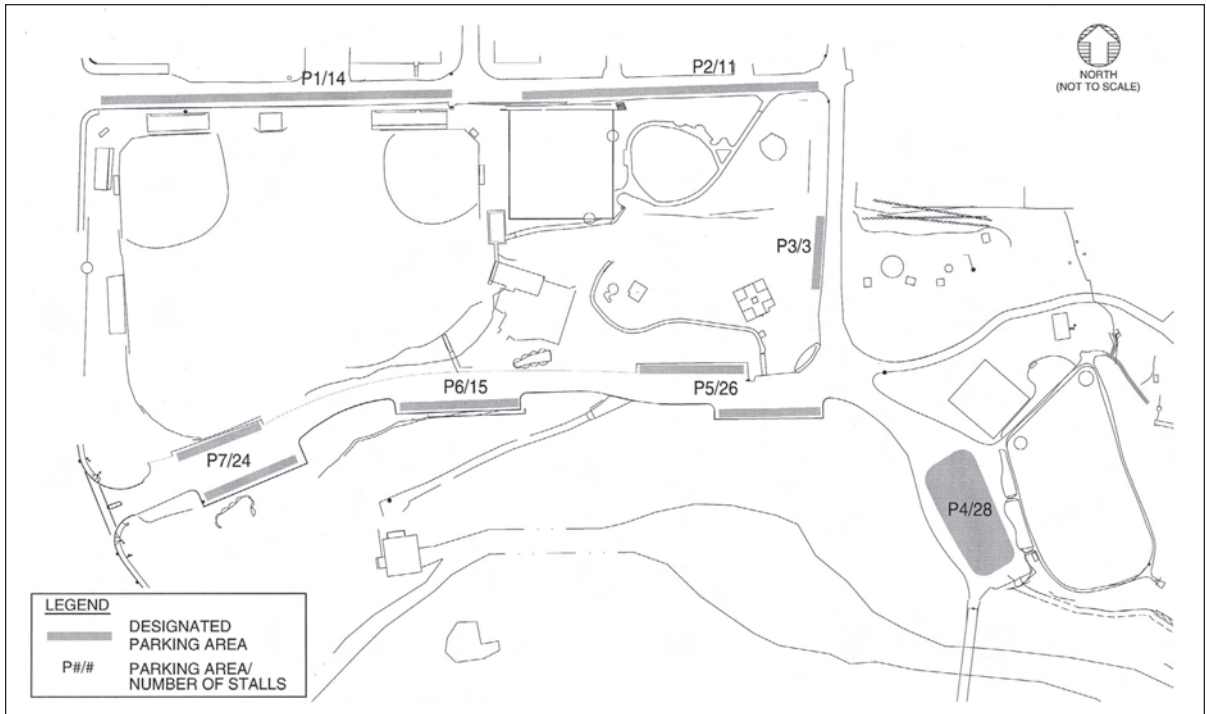 P1/14
P2/11
NORTH
(NOT TO SCALE)
P3/3
P6/15
P5/26
P7/24
P4/28
LEGEND
DESIGNATED
PARKING AREA
P#/#
PARKING AREA/
NUMBER OF STALLS